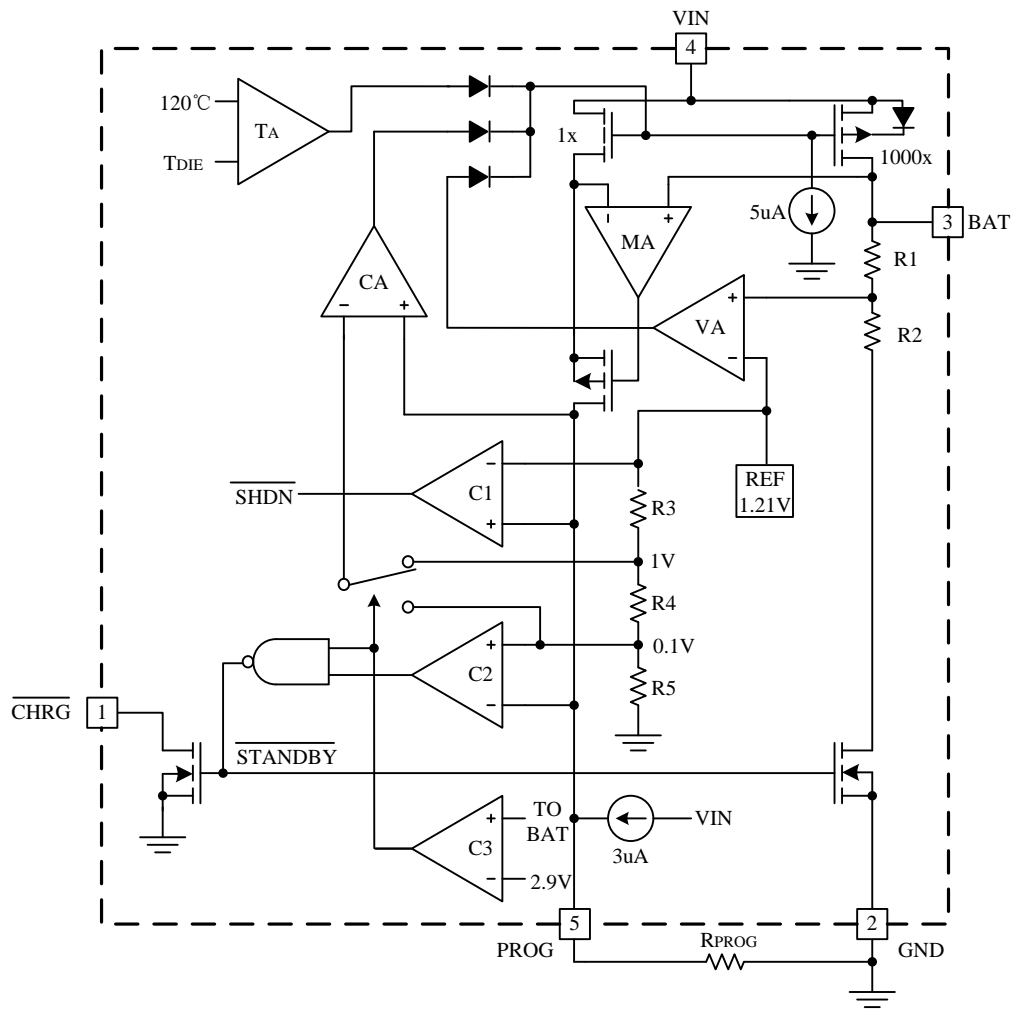 VIN
4
120℃
TA
TDIE
1x
1000x
5uA
MA
3
BAT
R1
CA
−
+
−
+
VA
+
−
R2
REF
1.21V
SHDN
C1
−
+
R3
1V
R4
0.1V
C2
+
−
R5
CHRG
1
STANDBY
C3
+
−
TO
BAT
2.9V
VIN
3uA
5
PROG
RPROG
2
GND